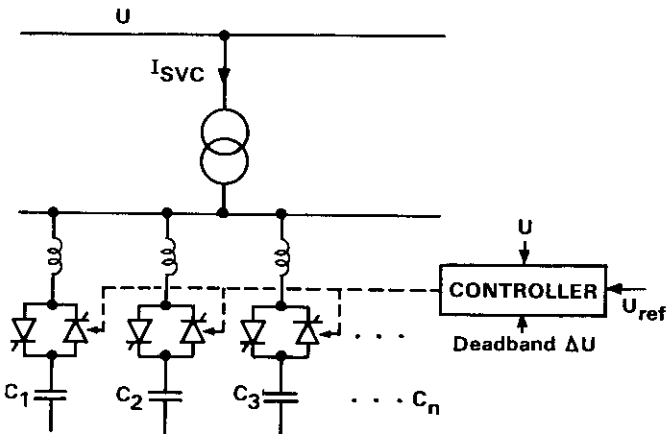 U
I_SVC
U
CONTROLLER
U_ref
Deadband ΔU
. . .
C_1
C_2
C_3
. . . C_n